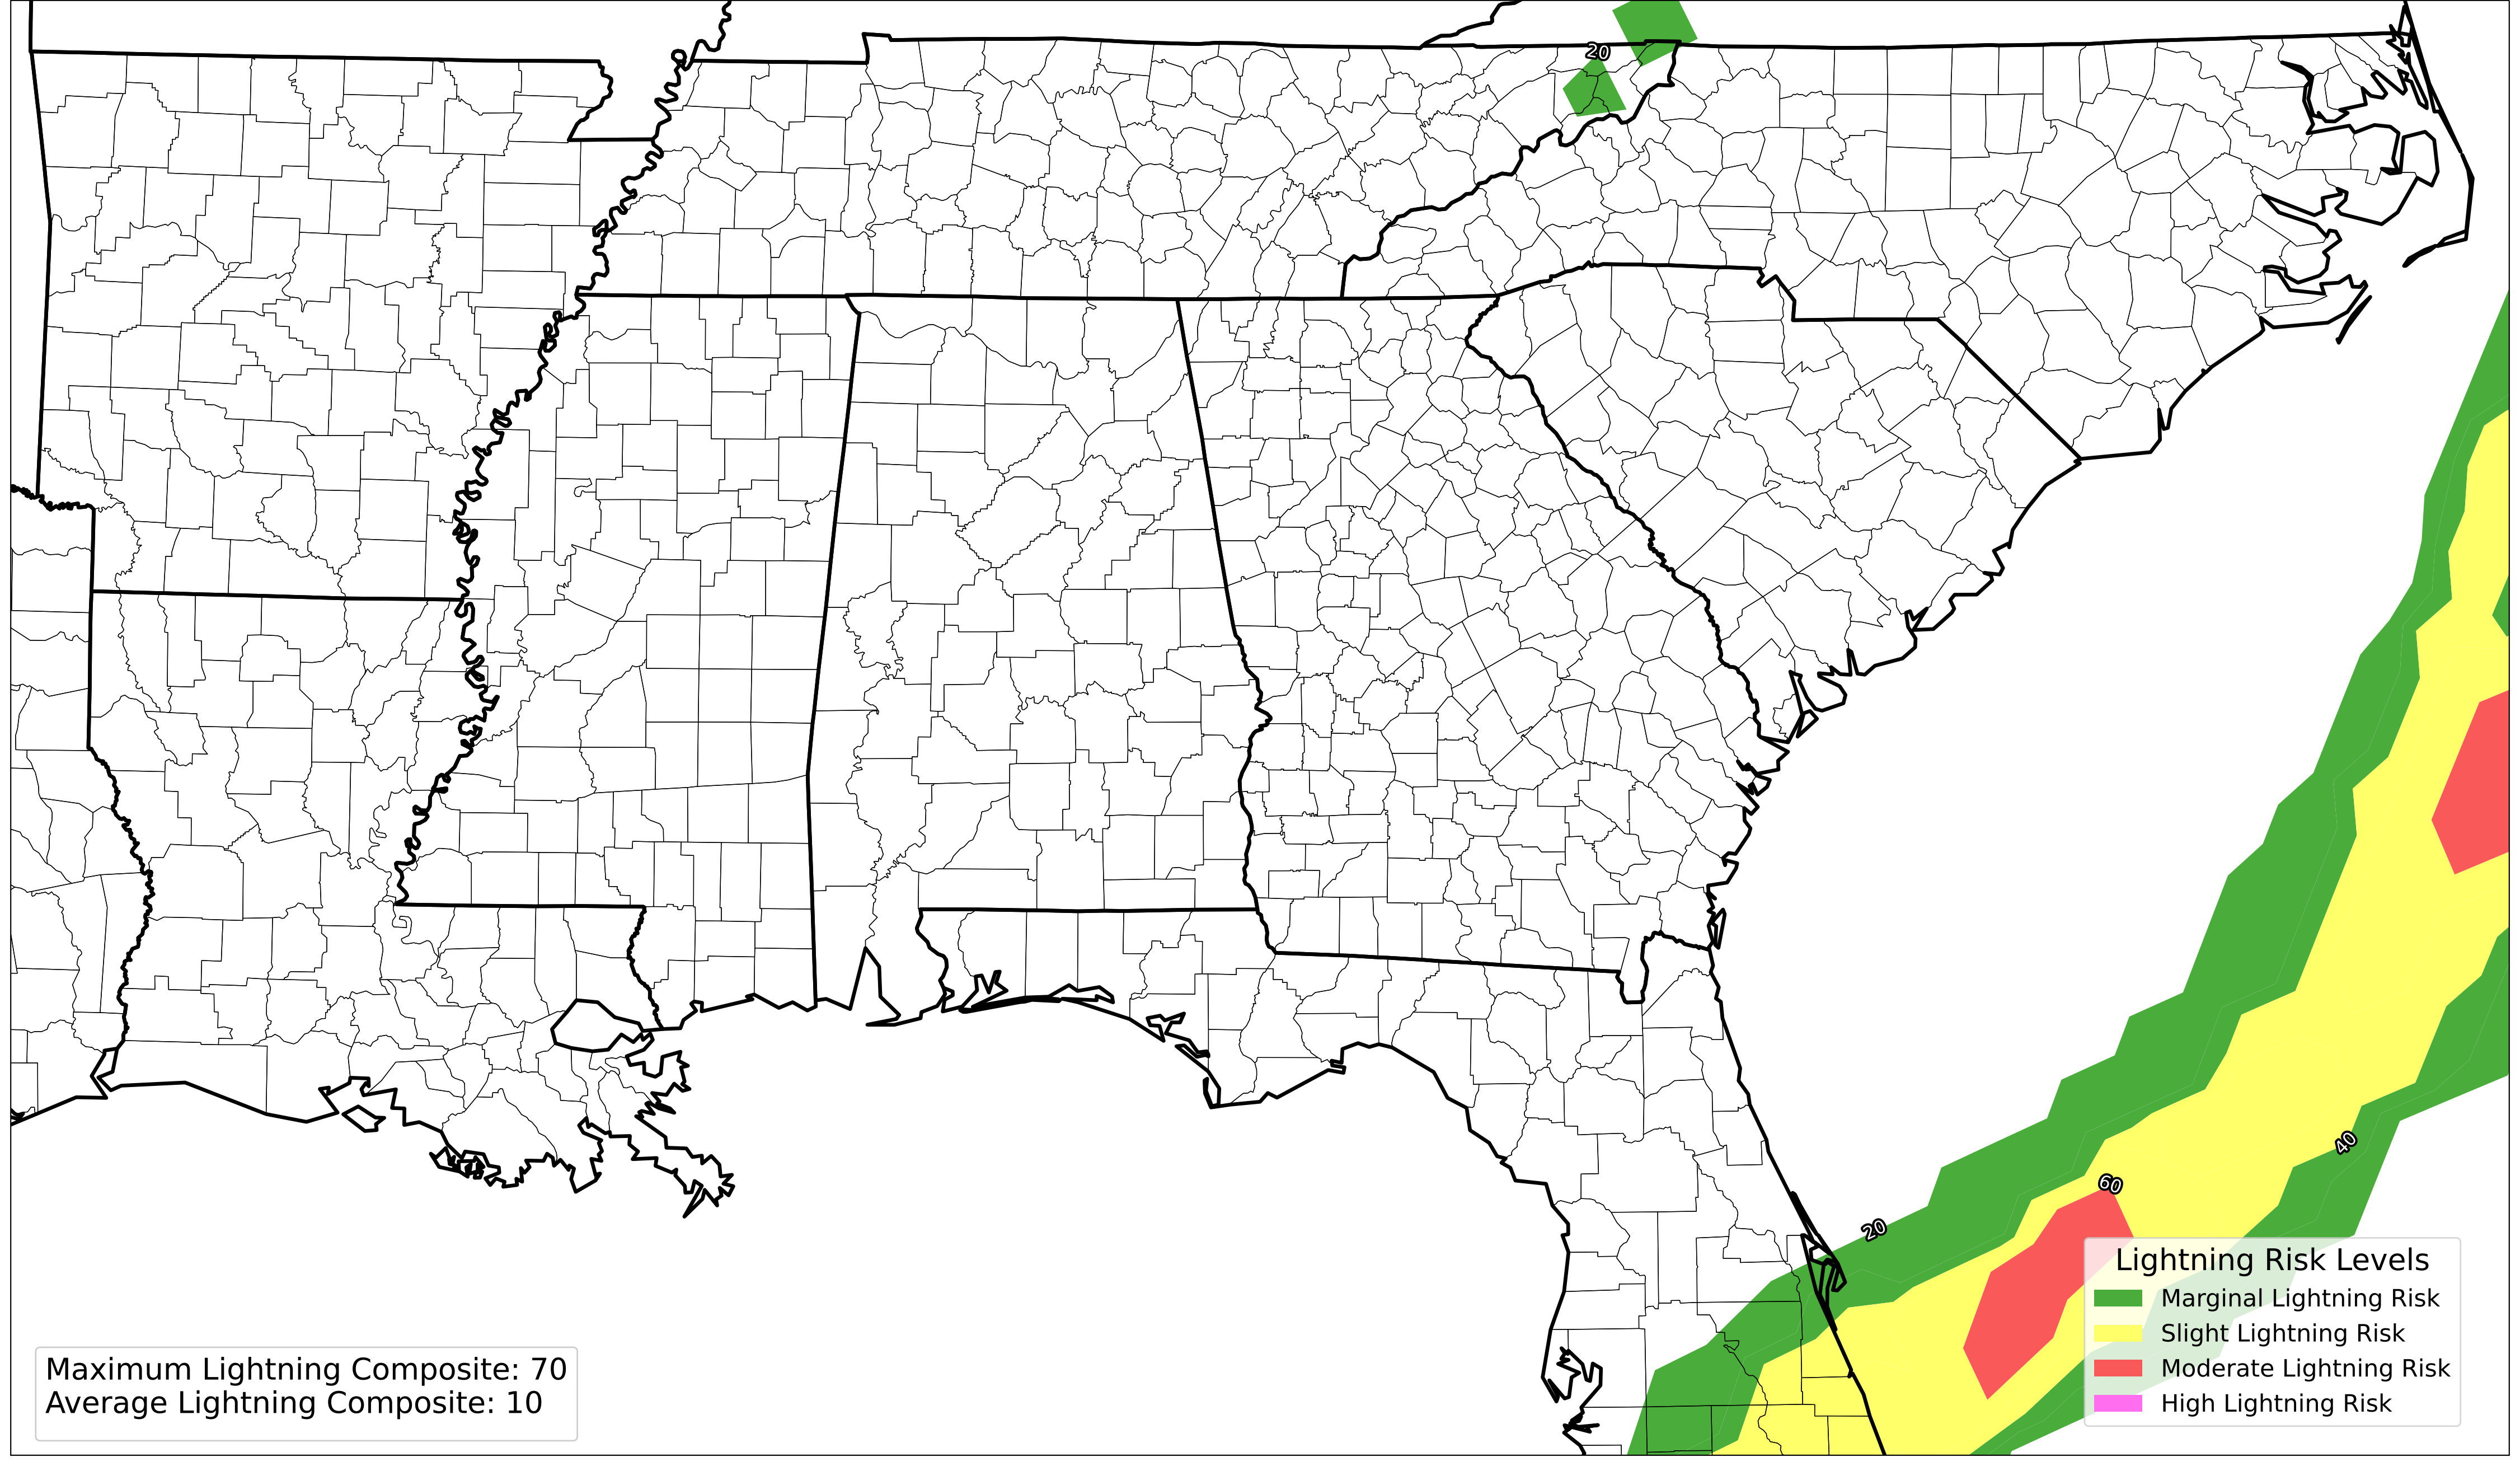 20
40
60
20
Lightning Risk Levels
Marginal Lightning Risk
Slight Lightning Risk
Moderate Lightning Risk
High Lightning Risk
Maximum Lightning Composite: 70
Average Lightning Composite: 10